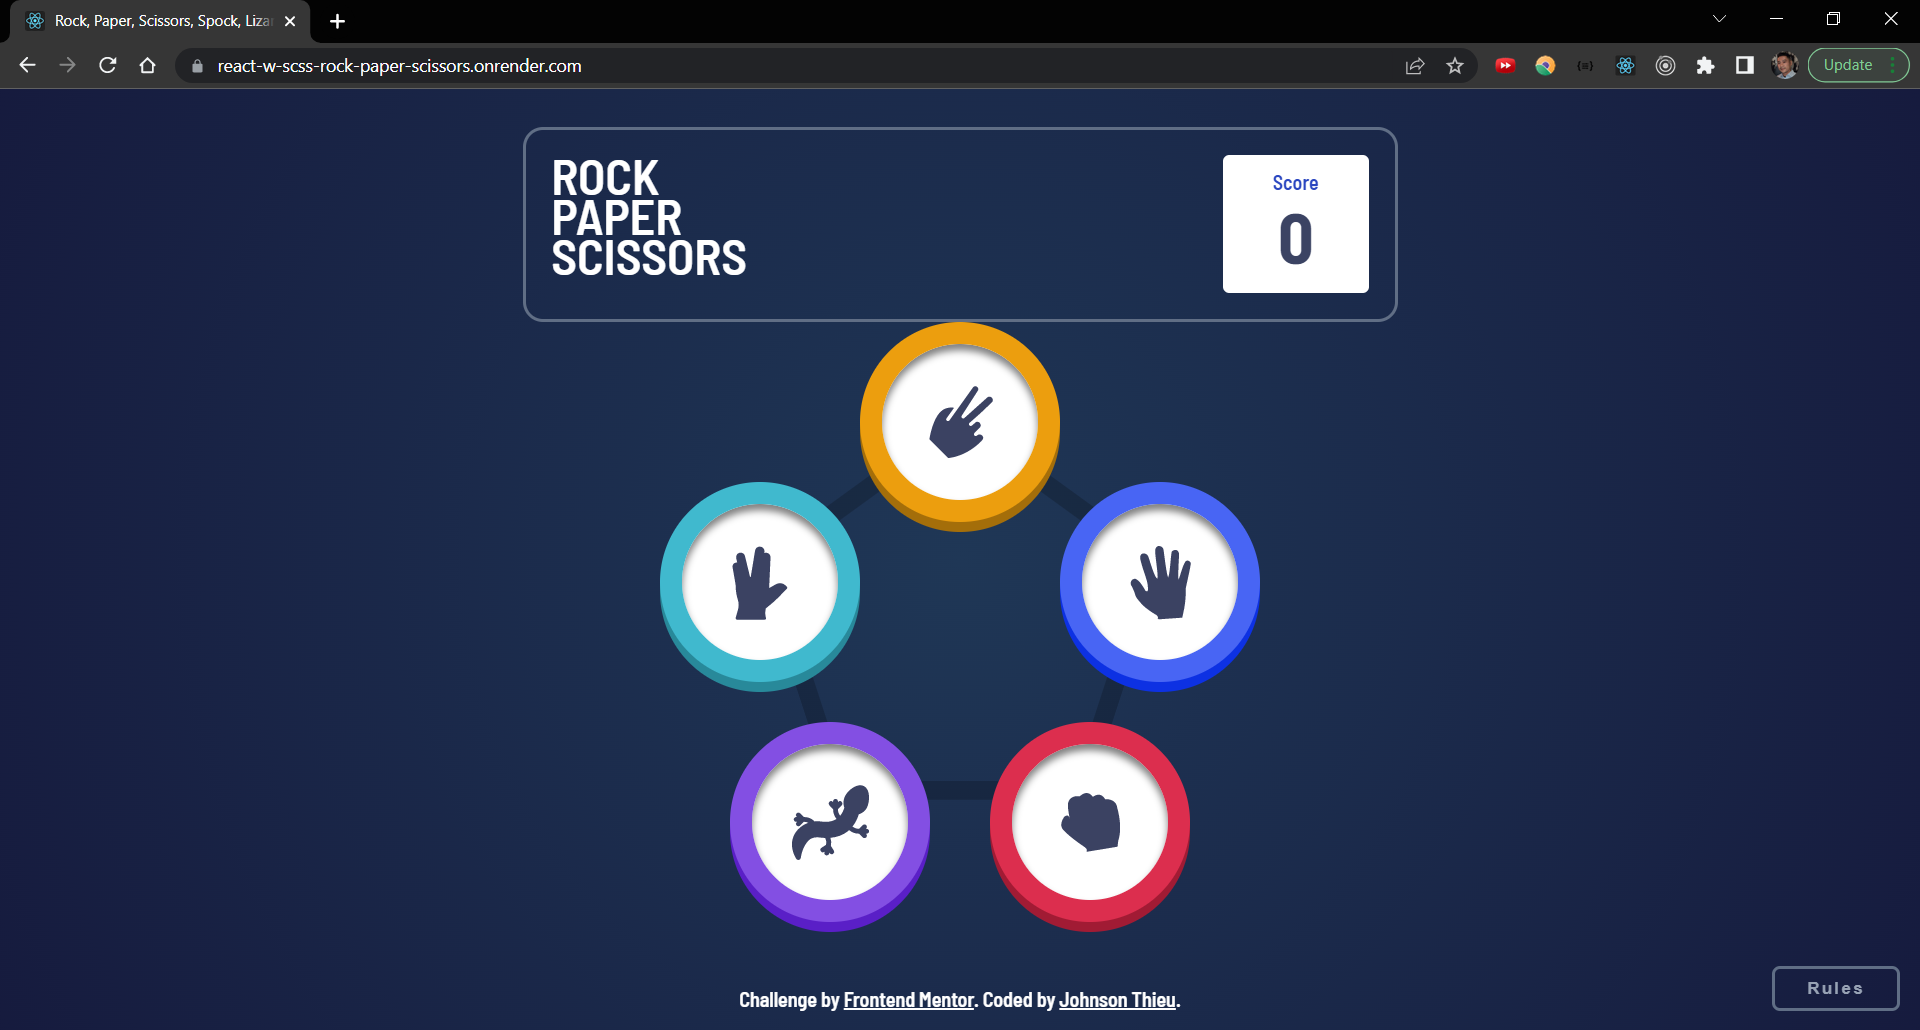 Rock, Paper, Scissors, Spock, Liza
react-w-scss-rock-paper-scissors.onrender.com
Update
ROCK
PAPER
SCISSORS
Score
0
Challenge by Frontend Mentor. Coded by Johnson Thieu.
Rules